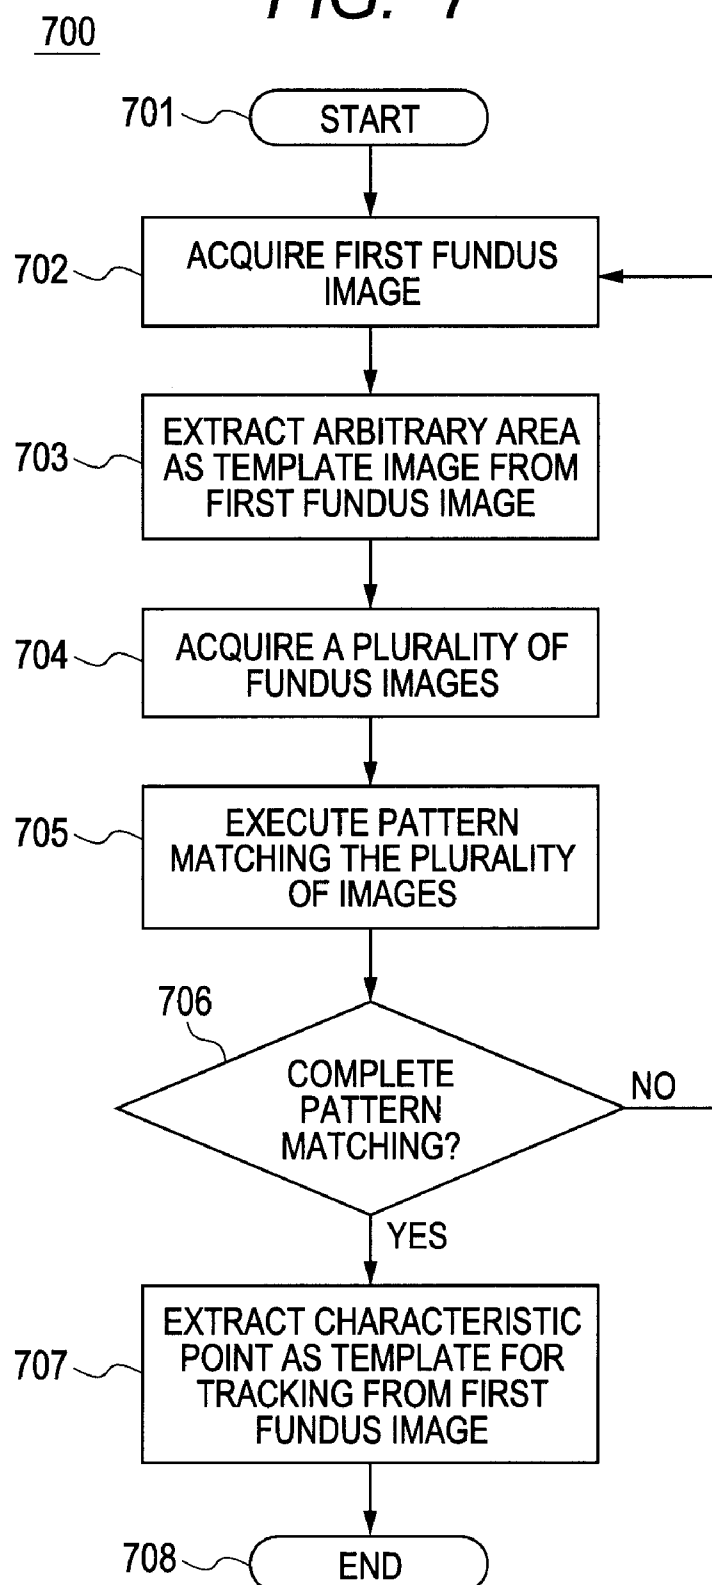 FIG. 7
700
701
START
702
ACQUIRE FIRST FUNDUS
IMAGE
703
EXTRACT ARBITRARY AREA
AS TEMPLATE IMAGE FROM
FIRST FUNDUS IMAGE
704
ACQUIRE A PLURALITY OF
FUNDUS IMAGES
705
EXECUTE PATTERN
MATCHING THE PLURALITY
OF IMAGES
706
COMPLETE
PATTERN
MATCHING?
NO
YES
707
EXTRACT CHARACTERISTIC
POINT AS TEMPLATE FOR
TRACKING FROM FIRST
FUNDUS IMAGE
708
END